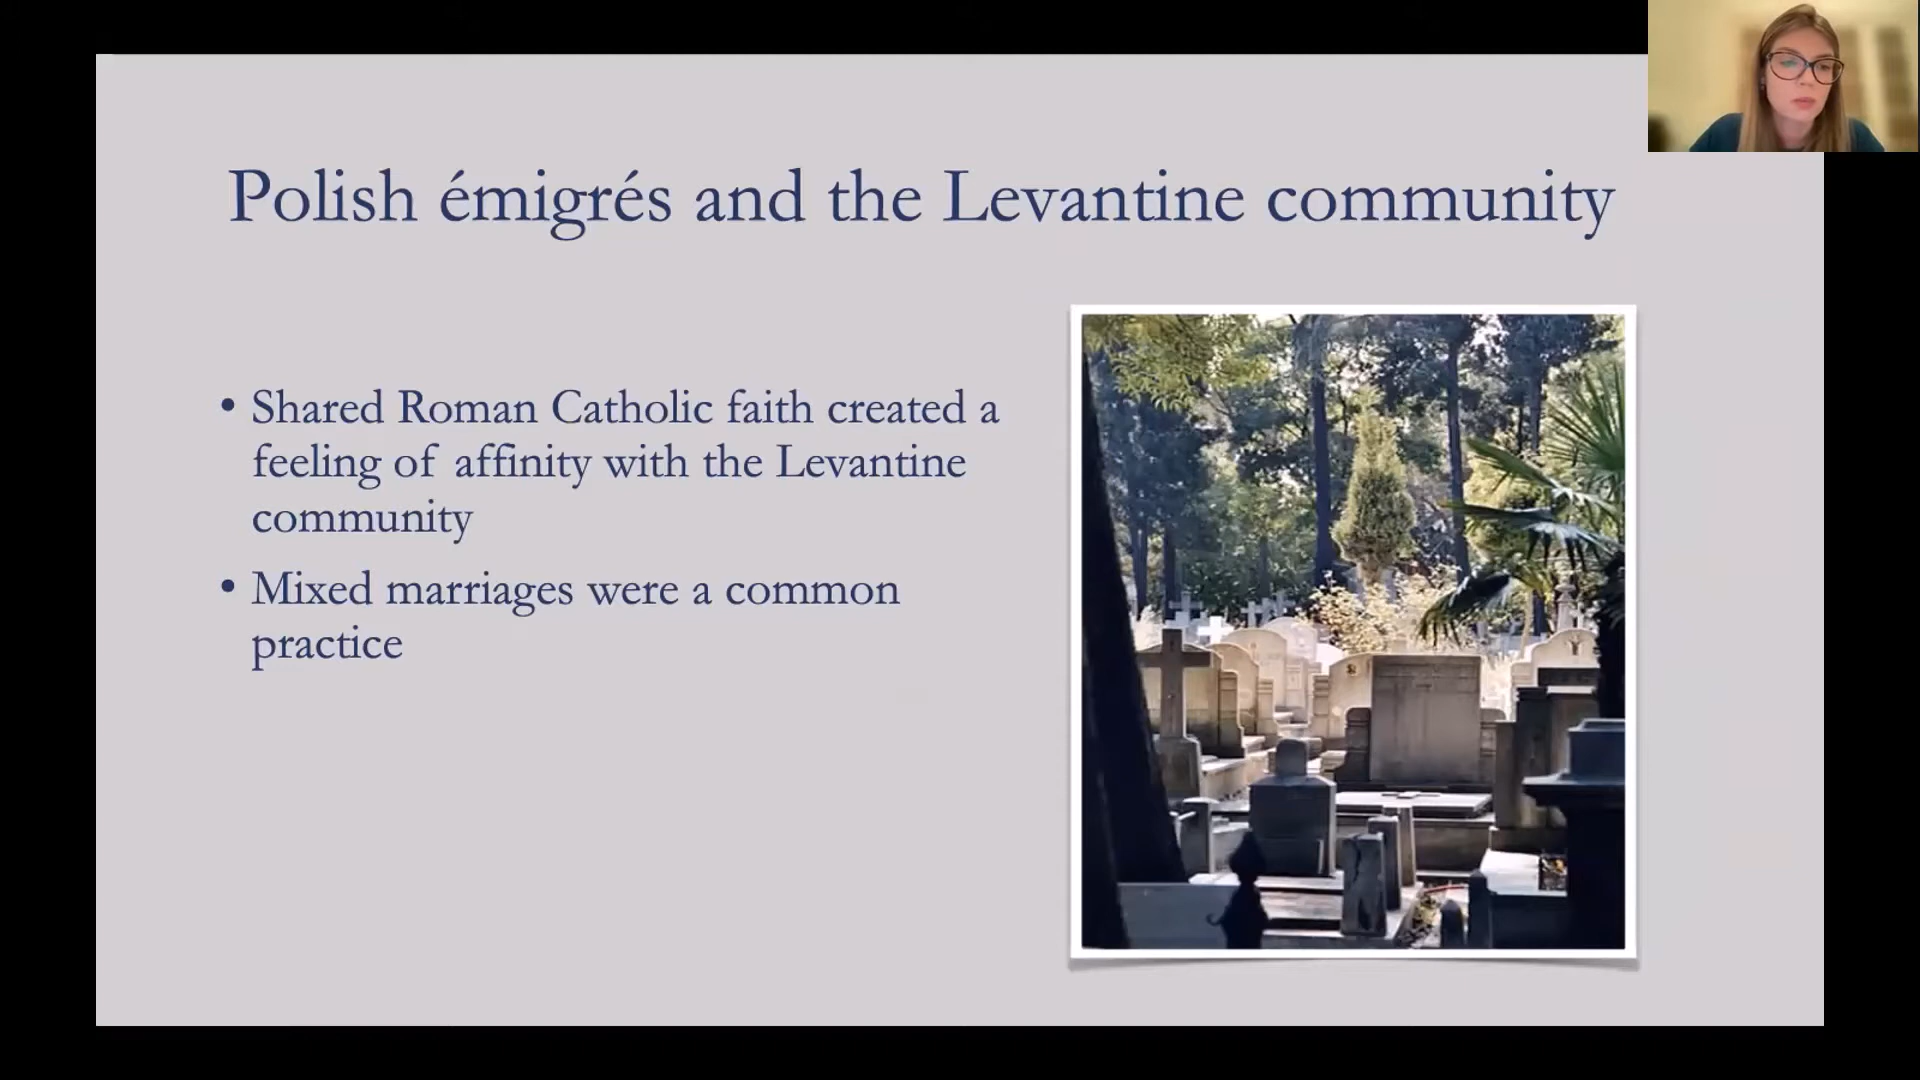 Polish émigrés and the Levantine community
• Shared Roman Catholic faith created a
feeling of affinity with the Levantine
community
• Mixed marriages were a common
practice